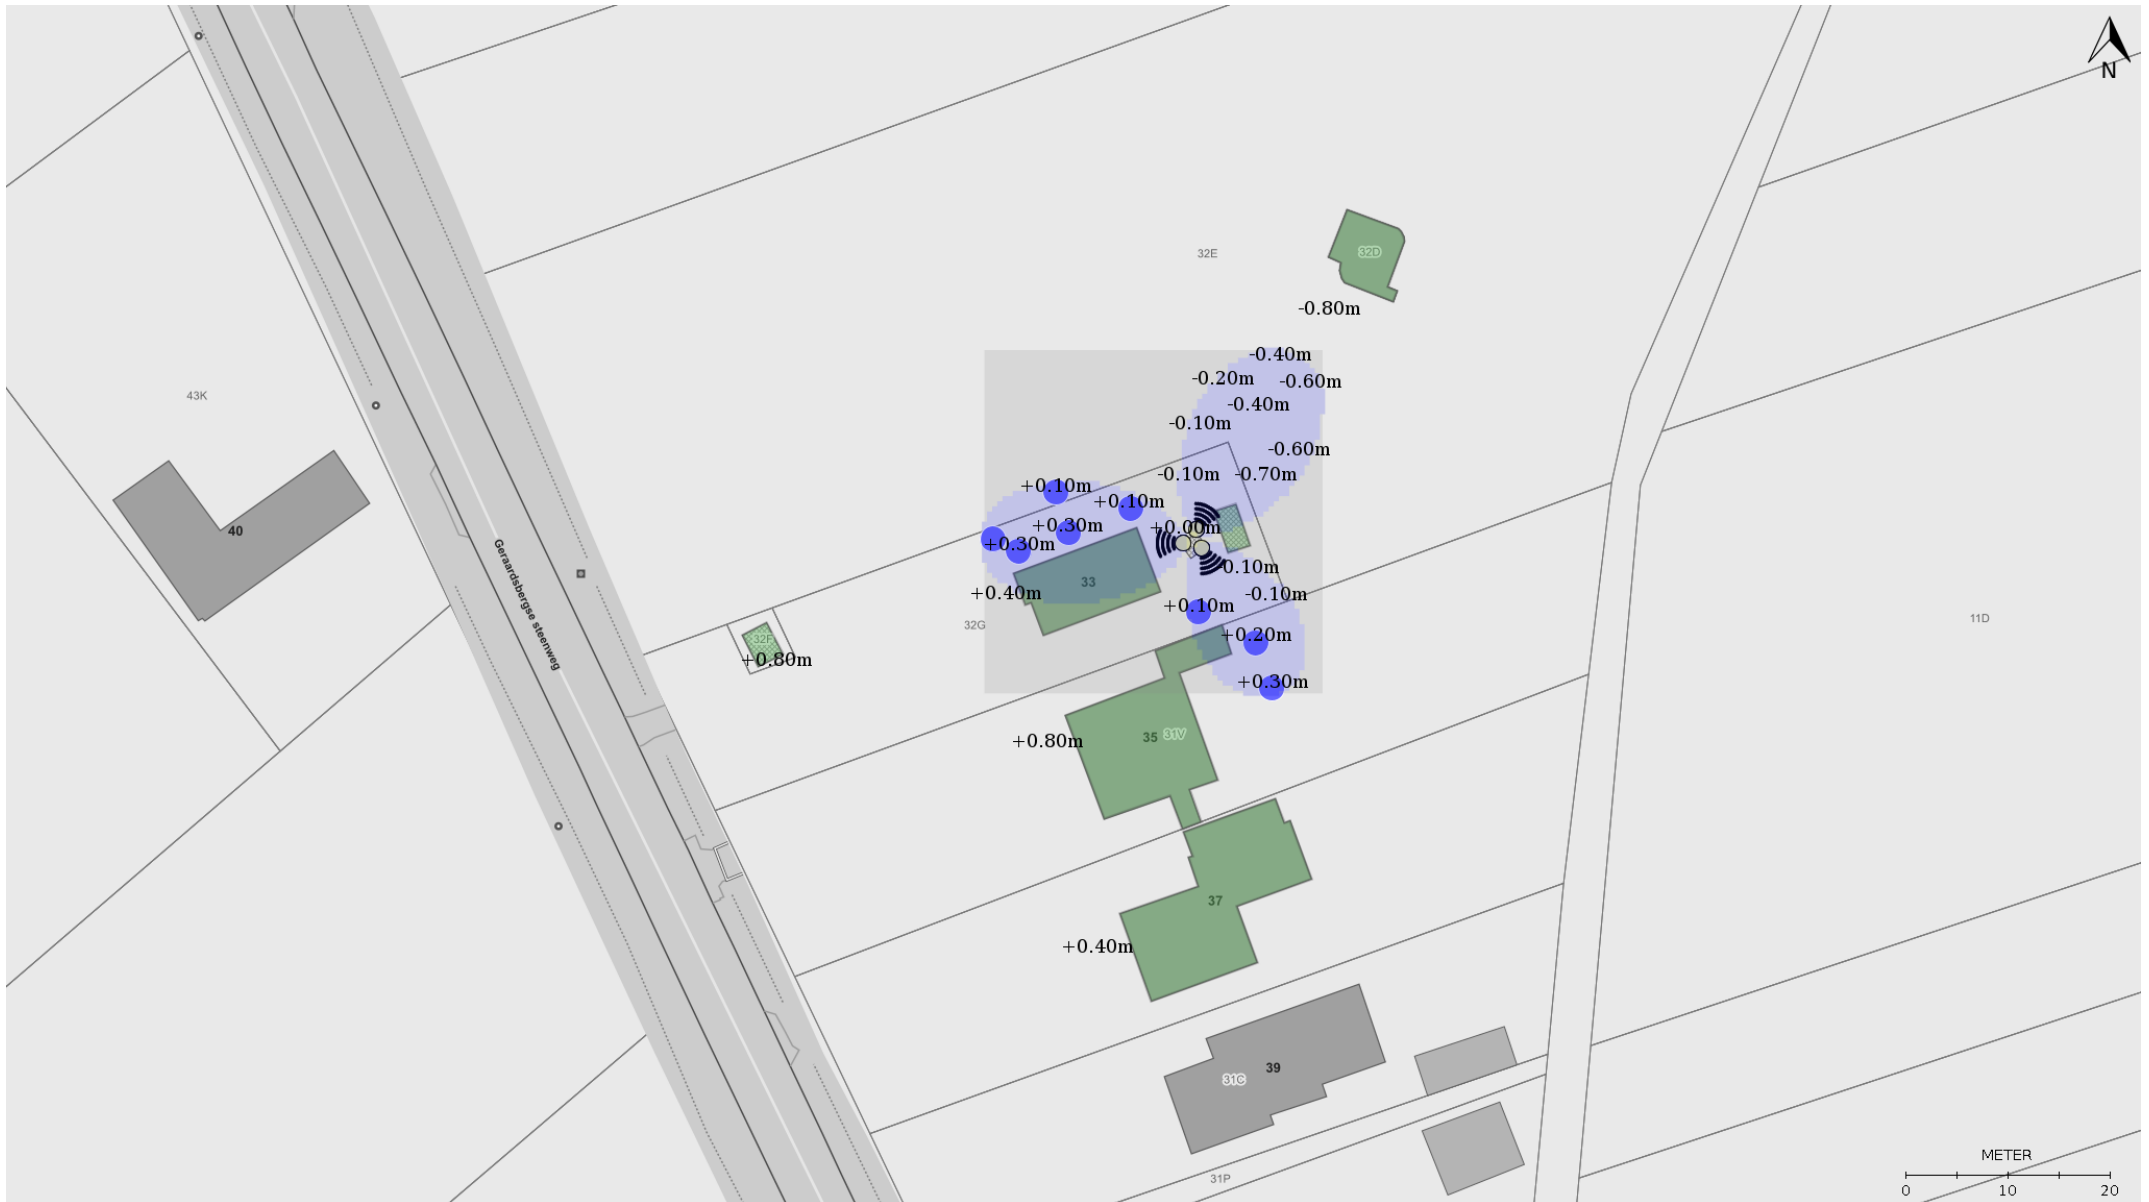 N
32E
32D
-0.80m
-0.40m
-0.20m
-0.60m
-0.40m
43K
-0.10m
-0.60m
-0.10m
-0.70m
+0.10m
+0.10m
40
+0.30m
+0.00m
+0.30m
-0.10m
33
+0.40m
-0.10m
+0.10m
Geraardsbergse steenweg
32G
11D
32F
+0.20m
+0.80m
+0.30m
+0.80m
35
31V
37
+0.40m
39
31C
METER
31P
0 10 20